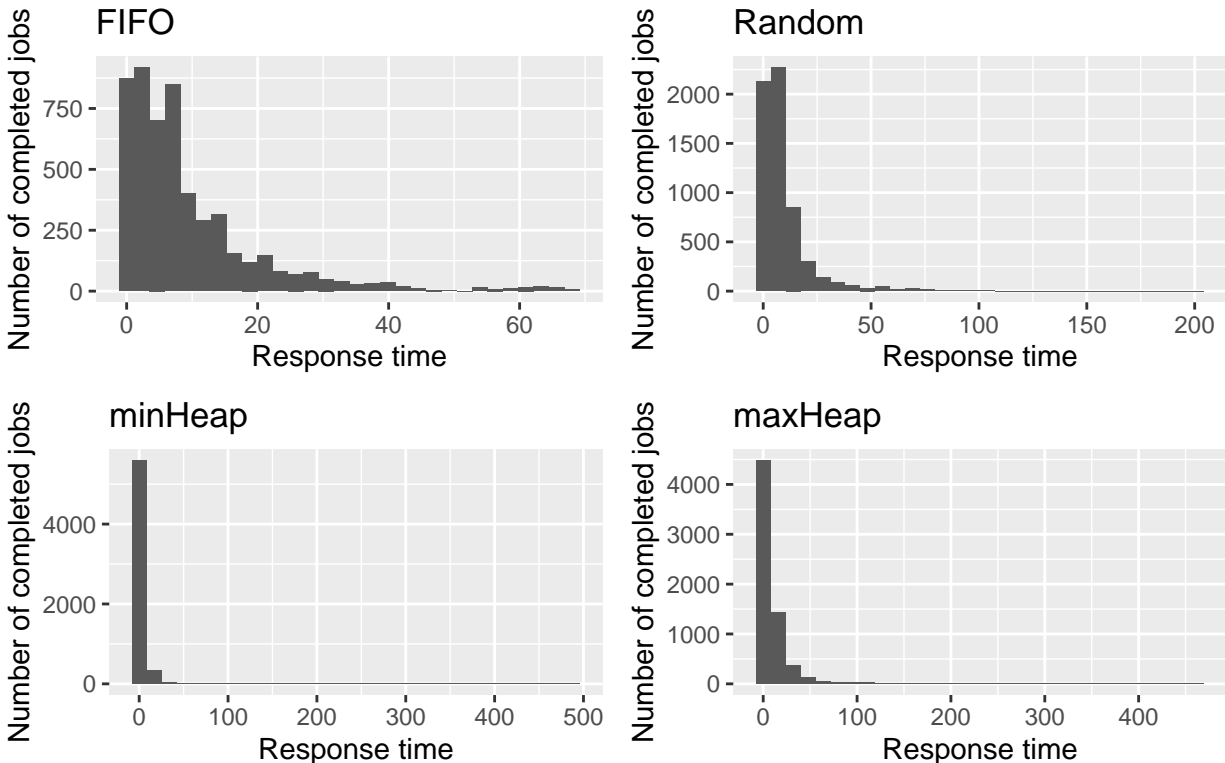 FIFO
Number of completed jobs
750
500
250
0
0 20 40 60
Response time
Random
Number of completed jobs
2000
1500
1000
500
0
0 50 100 150 200
Response time
minHeap
Number of completed jobs
4000
2000
0
0 100 200 300 400 500
Response time
maxHeap
Number of completed jobs
4000
3000
2000
1000
0
0 100 200 300 400
Response time